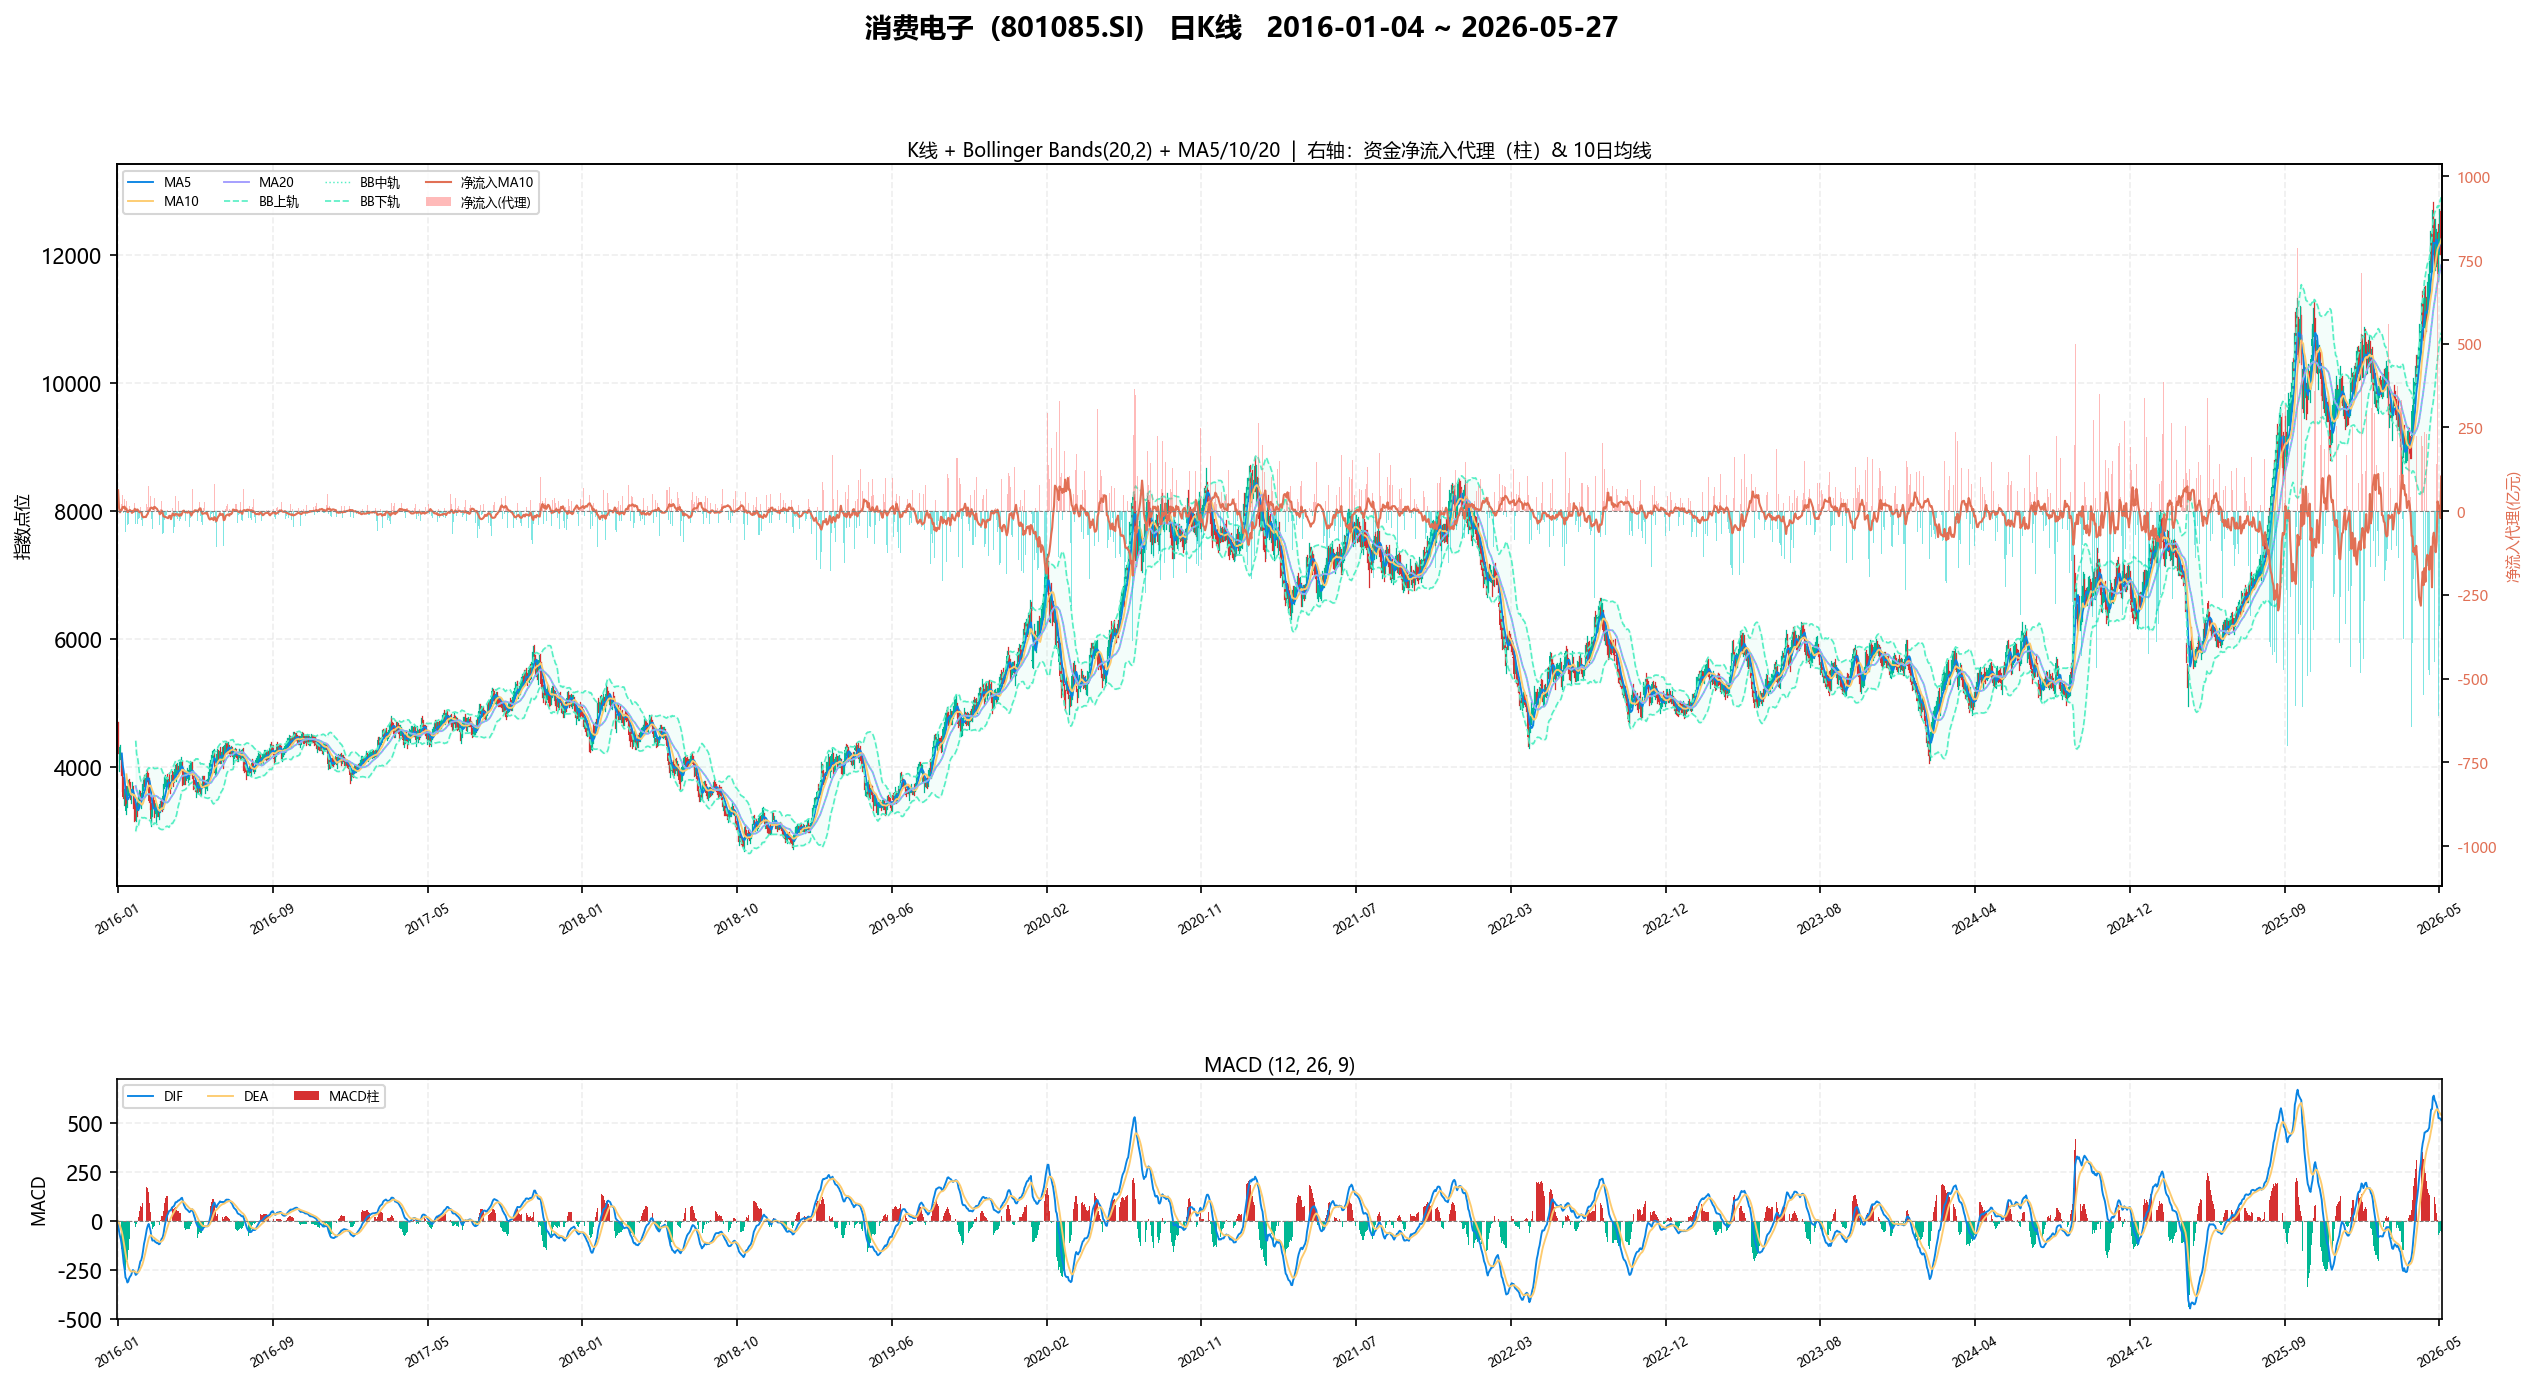 消费电子 (801085.SI) 日K线 2016-01-04 ~ 2026-05-27
K线 + Bollinger Bands(20,2) + MA5/10/20 | 右轴：资金净流入代理（柱）& 10日均线
MA5 MA20 BB中轨 净流入MA10
MA10 BB上轨 BB下轨 净流入(代理)
指数点位
12000
10000
8000
6000
4000
1000
750
500
250
0
-250
-500
-750
-1000
净流入代理(亿元)
2016-01 2016-09 2017-05 2018-01 2018-10 2019-06 2020-02 2020-11 2021-07 2022-03 2022-12 2023-08 2024-04 2024-12 2025-09 2026-05
MACD (12, 26, 9)
DIF DEA MACD柱
MACD
500
250
0
-250
-500
2016-01 2016-09 2017-05 2018-01 2018-10 2019-06 2020-02 2020-11 2021-07 2022-03 2022-12 2023-08 2024-04 2024-12 2025-09 2026-05